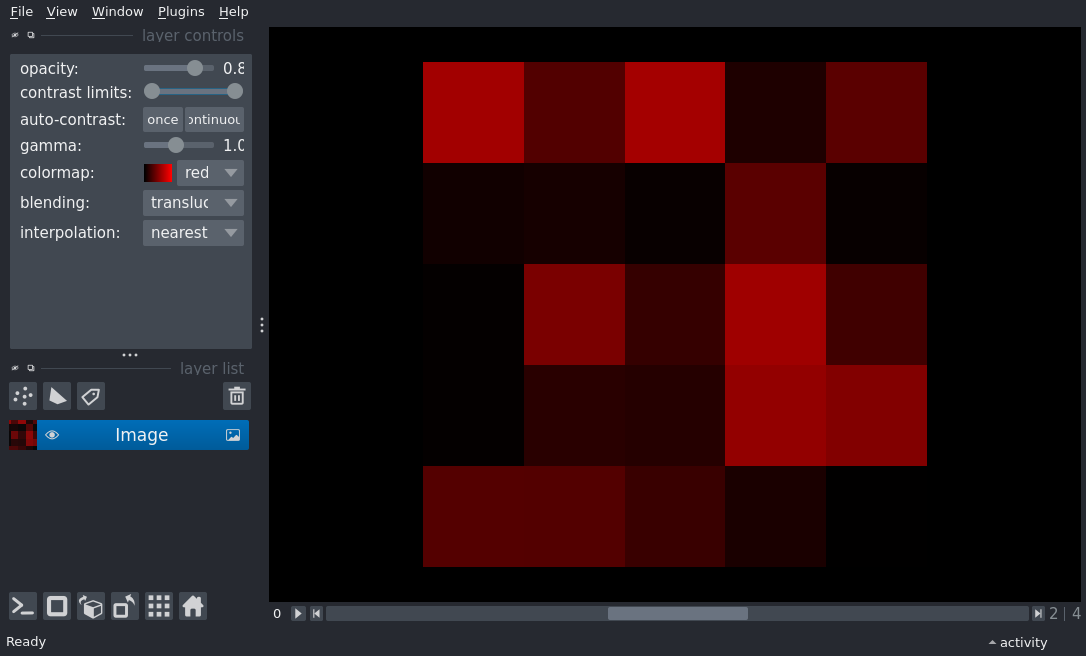 File View Window Plugins Help
layer controls
opacity: 0.8
contrast limits:
auto-contrast: once ontinuou
gamma: 1.0
colormap: red
blending: transluc
interpolation: nearest
layer list
Image
0 2 | 4
Ready activity